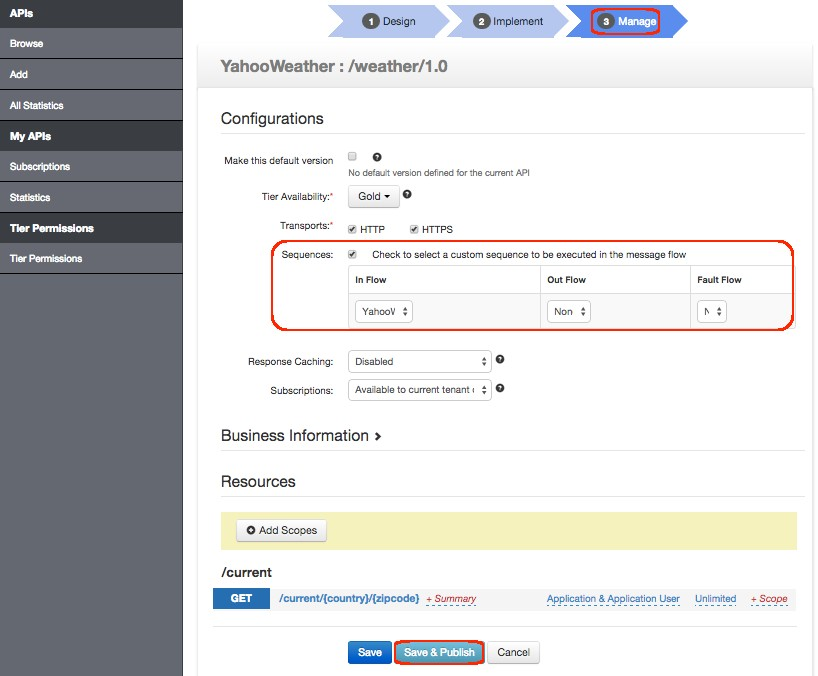 APIs
Browse
Add
All Statistics
My APIs
Subscriptions
Statistics
Tier Permissions
Tier Permissions
1 Design
2 Implement
3 Manage
YahooWeather : /weather/1.0
Configurations
Make this default version ?
No default version defined for the current API
Tier Availability:* Gold ?
Transports:* HTTP HTTPS
Sequences: Check to select a custom sequence to be executed in the message flow
In Flow Out Flow Fault Flow
YahooW Non N
Response Caching: Disabled ?
Subscriptions: Available to current tenant ?
Business Information
Resources
Add Scopes
/current
GET /current/{country}/{zipcode} + Summary Application & Application User Unlimited + Scope
Save Save & Publish Cancel